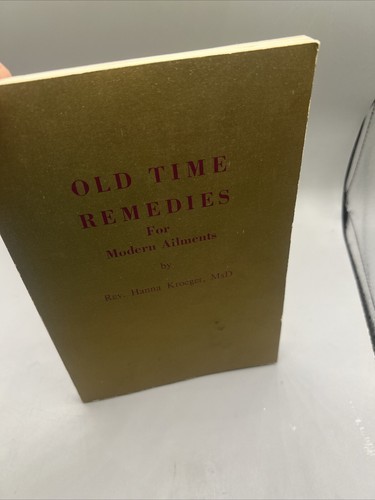 OLD TIME
REMEDIES
For
Modern Ailments
by
Rev. Hanna Kroeger, MsD